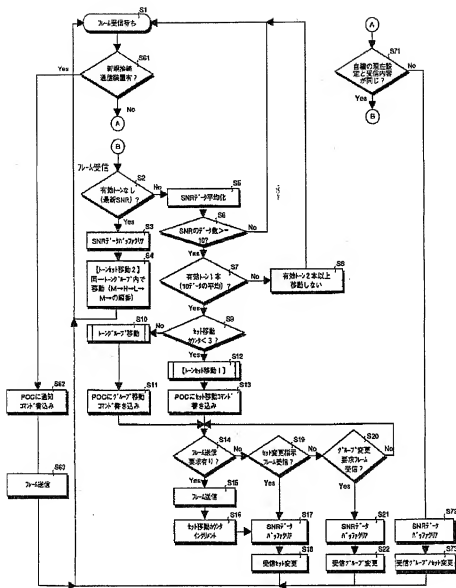 S1
フレーム受信待ち
S61
新規接続
通信装置有?
Yes
No
A
B
フレーム受信
S2
有効トーンなし
(最新SNR)?
No
Yes
S3
SNRデータバッファクリア
S4
【トーンセット移動2】
同一トーングループ内で
移動(M→H→L→
M→の順番)
S5
SNRデータ平均化
S6
SNRのデータ数>=
10?
No
Yes
S7
有効トーン1本
(10データの平均)?
No
Yes
S8
有効トーン2本以上
移動しない
S9
セット移動
カウンタ<3?
No
Yes
S10
トーングループ移動
S11
POCにグループ移動
コマンド書き込み
S12
【トーンセット移動1】
S13
POCにセット移動コマンド
書き込み
S62
POCに通知
コマンド書込み
S63
フレーム送信
S14
フレーム送信
要求有り?
No
Yes
S15
フレーム送信
S16
セット移動カウンタ
インクリメント
S19
セット変更指示
フレーム受信?
No
Yes
S17
SNRデータ
バッファクリア
S18
受信セット変更
S20
グループ変更
要求フレーム
受信?
No
Yes
S21
SNRデータ
バッファクリア
S22
受信グループ変更
A
S71
自機の現在設
定と受信内容
が同じ?
No
Yes
B
S72
SNRデータ
バッファクリア
S73
受信グループ/セット変更